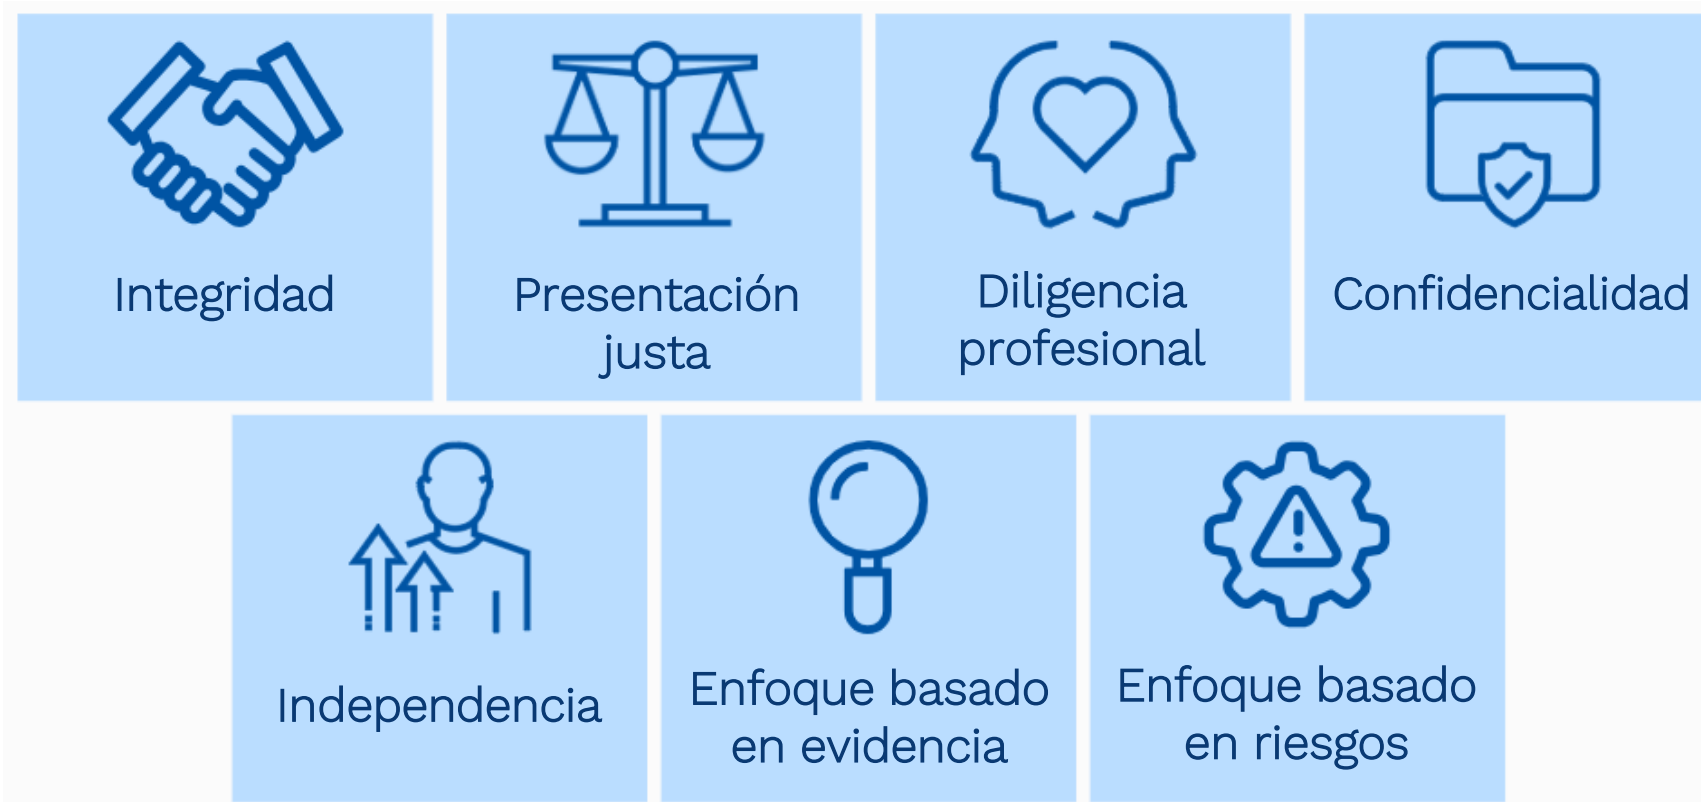 Integridad
Presentación
justa
Diligencia
profesional
Confidencialidad
Independencia
Enfoque basado
en evidencia
Enfoque basado
en riesgos